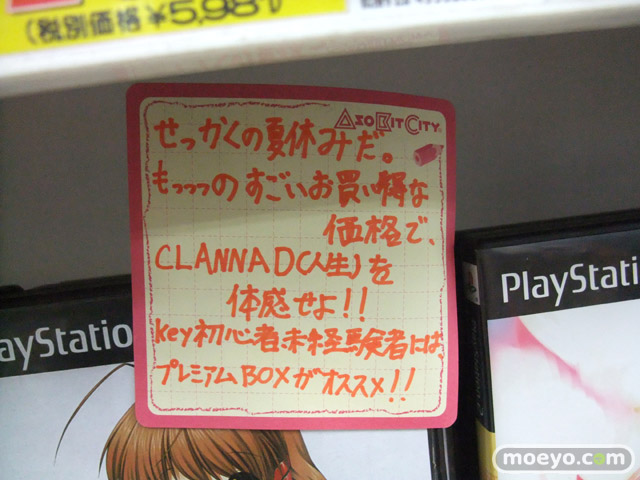 (税別価格¥5,98
ASOBITCITY
せっかくの夏休みだ。
もっっっのすごいお買い得な
価格で、
CLANNAD(人生)を
体感せよ!!
key初心者未経験者には、
プレミアムBOXがオススメ!!
ayStatio
PlayStati
moeyo.com